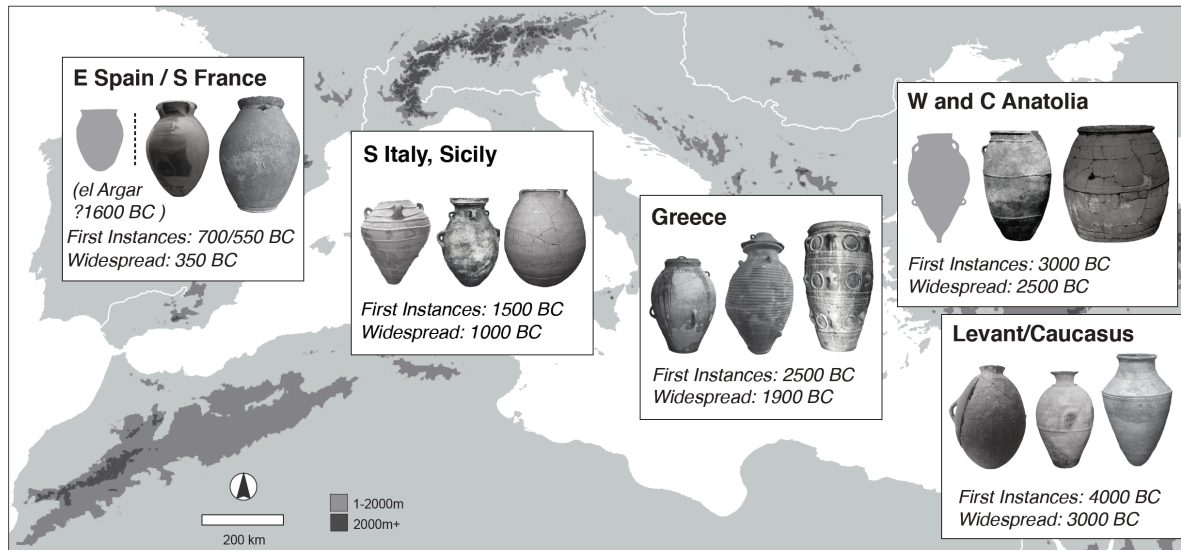 E Spain / S France
(el Argar
?1600 BC )
First Instances: 700/550 BC
Widespread: 350 BC
S Italy, Sicily
First Instances: 1500 BC
Widespread: 1000 BC
Greece
First Instances: 2500 BC
Widespread: 1900 BC
W and C Anatolia
First Instances: 3000 BC
Widespread: 2500 BC
Levant/Caucasus
First Instances: 4000 BC
Widespread: 3000 BC
200 km
1-2000m
2000m+